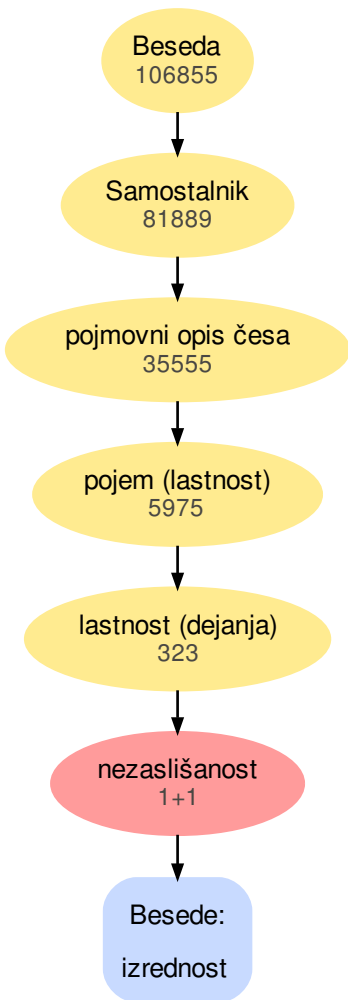 Beseda
106855
Samostalnik
81889
pojmovni opis česa
35555
pojem (lastnost)
5975
lastnost (dejanja)
323
nezaslišanost
1+1
Besede:
izrednost